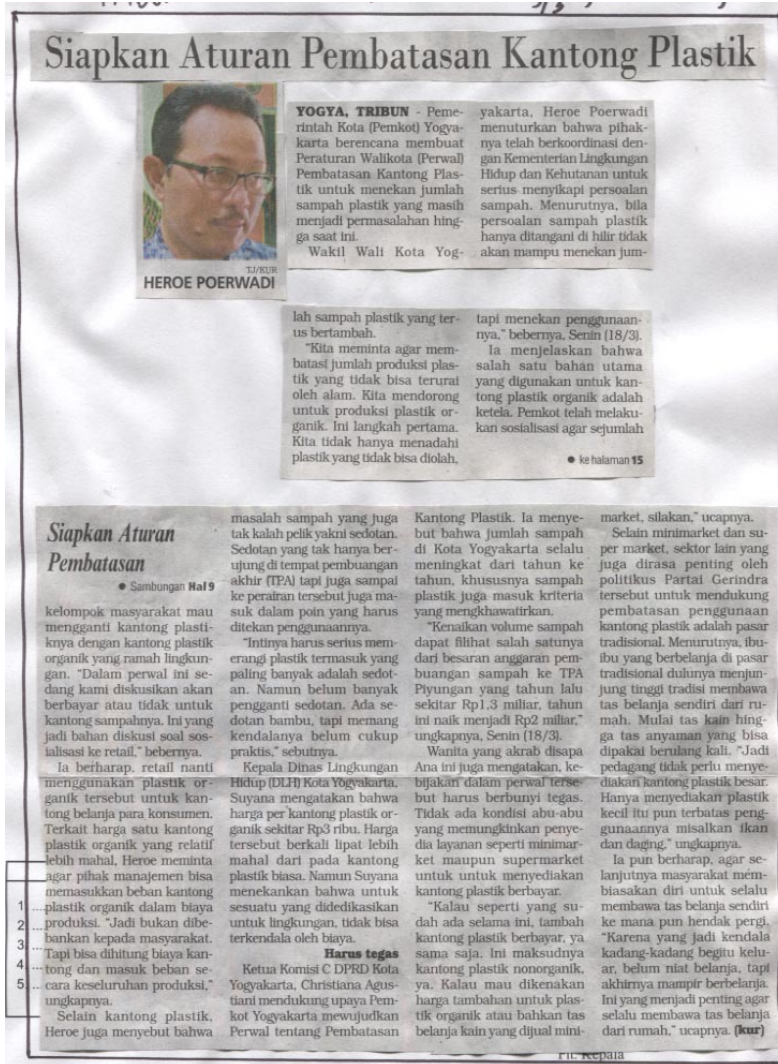 Siapkan Aturan Pembatasan Kantong Plastik
TJ/KUR
HEROE POERWADI
YOGYA, TRIBUN - Peme-
rintah Kota (Pemkot) Yogya-
karta berencana membuat
Peraturan Walikota (Perwal)
Pembatasan Kantong Plas-
tik untuk menekan jumlah
sampah plastik yang masih
menjadi permasalahan hing-
ga saat ini.
Wakil Wali Kota Yog-
yakarta, Heroe Poerwadi
menuturkan bahwa pihak-
nya telah berkoordinasi den-
gan Kementerian Lingkungan
Hidup dan Kehutanan untuk
serius menyikapi persoalan
sampah. Menurutnya, bila
persoalan sampah plastik
hanya ditangani di hilir tidak
akan mampu menekan jum-
lah sampah plastik yang ter-
us bertambah.
"Kita meminta agar mem-
batasi jumlah produksi plas-
tik yang tidak bisa terurai
oleh alam. Kita mendorong
untuk produksi plastik or-
ganik. Ini langkah pertama.
Kita tidak hanya menadahi
plastik yang tidak bisa diolah,
tapi menekan penggunaan-
nya," bebernya, Senin (18/3).
Ia menjelaskan bahwa
salah satu bahan utama
yang digunakan untuk kan-
tong plastik organik adalah
ketela. Pemkot telah melaku-
kan sosialisasi agar sejumlah
● ke halaman 15
Siapkan Aturan
Pembatasan
● Sambungan Hal 9
kelompok masyarakat mau
mengganti kantong plasti-
knya dengan kantong plastik
organik yang ramah lingkun-
gan. "Dalam perwal ini se-
dang kami diskusikan akan
berbayar atau tidak untuk
kantong sampahnya. Ini yang
jadi bahan diskusi soal sos-
ialisasi ke retail," bebernya.
Ia berharap, retail nanti
menggunakan plastik or-
ganik tersebut untuk kan-
tong belanja para konsumen.
Terkait harga satu kantong
plastik organik yang relatif
lebih mahal, Heroe meminta
agar pihak manajemen bisa
memasukkan beban kantong
plastik organik dalam biaya
produksi. "Jadi bukan dibe-
bankan kepada masyarakat.
Tapi bisa dihitung biaya kan-
tong dan masuk beban se-
cara keseluruhan produksi,"
ungkapnya.
Selain kantong plastik,
Heroe juga menyebut bahwa
1
2
3
4
5
masalah sampah yang juga
tak kalah pelik yakni sedotan.
Sedotan yang tak hanya ber-
ujung di tempat pembuangan
akhir (TPA) tapi juga sampai
ke perairan tersebut juga ma-
suk dalam poin yang harus
ditekan penggunaannya.
"Intinya harus serius mem-
erangi plastik termasuk yang
paling banyak adalah sedot-
an. Namun belum banyak
pengganti sedotan. Ada se-
dotan bambu, tapi memang
kendalanya belum cukup
praktis," sebutnya.
Kepala Dinas Lingkungan
Hidup (DLH) Kota Yogyakarta,
Suyana mengatakan bahwa
harga per kantong plastik or-
ganik sekitar Rp3 ribu. Harga
tersebut berkali lipat lebih
mahal dari pada kantong
plastik biasa. Namun Suyana
menekankan bahwa untuk
sesuatu yang didedikasikan
untuk lingkungan, tidak bisa
terkendala oleh biaya.
Harus tegas
Ketua Komisi C DPRD Kota
Yogyakarta, Christiana Agus-
tiani mendukung upaya Pem-
kot Yogyakarta mewujudkan
Perwal tentang Pembatasan
Kantong Plastik. Ia menye-
but bahwa jumlah sampah
di Kota Yogyakarta selalu
meningkat dari tahun ke
tahun, khususnya sampah
plastik juga masuk kriteria
yang mengkhawatirkan.
"Kenaikan volume sampah
dapat filihat salah satunya
dari besaran anggaran pem-
buangan sampah ke TPA
Piyungan yang tahun lalu
sekitar Rp1,3 miliar, tahun
ini naik menjadi Rp2 miliar,"
ungkapnya, Senin (18/3).
Wanita yang akrab disapa
Ana ini juga mengatakan, ke-
bijakan dalam perwal terse-
but harus berbunyi tegas.
Tidak ada kondisi abu-abu
yang memungkinkan penye-
dia layanan seperti minimar-
ket maupun supermarket
untuk untuk menyediakan
kantong plastik berbayar.
"Kalau seperti yang su-
dah ada selama ini, tambah
kantong plastik berbayar, ya
sama saja. Ini maksudnya
kantong plastik nonorganik,
ya. Kalau mau dikenakan
harga tambahan untuk plas-
tik organik atau bahkan tas
belanja kain yang dijual mini-
market, silakan," ucapnya.
Selain minimarket dan su-
per market, sektor lain yang
juga dirasa penting oleh
politikus Partai Gerindra
tersebut untuk mendukung
pembatasan penggunaan
kantong plastik adalah pasar
tradisional. Menurutnya, ibu-
ibu yang berbelanja di pasar
tradisional dulunya menjun-
jung tinggi tradisi membawa
tas belanja sendiri dari ru-
mah. Mulai tas kain hing-
ga tas anyaman yang bisa
dipakai berulang kali. "Jadi
pedagang tidak perlu menye-
diakan kantong plastik besar.
Hanya menyediakan plastik
kecil itu pun terbatas peng-
gunaannya misalkan ikan
dan daging," ungkapnya.
Ia pun berharap, agar se-
lanjutnya masyarakat mem-
biasakan diri untuk selalu
membawa tas belanja sendiri
ke mana pun hendak pergi.
"Karena yang jadi kendala
kadang-kadang begitu kelu-
ar, belum niat belanja, tapi
akhirnya mampir berbelanja.
Ini yang menjadi penting agar
selalu membawa tas belanja
dari rumah," ucapnya. (kur)
Plt. Kepala